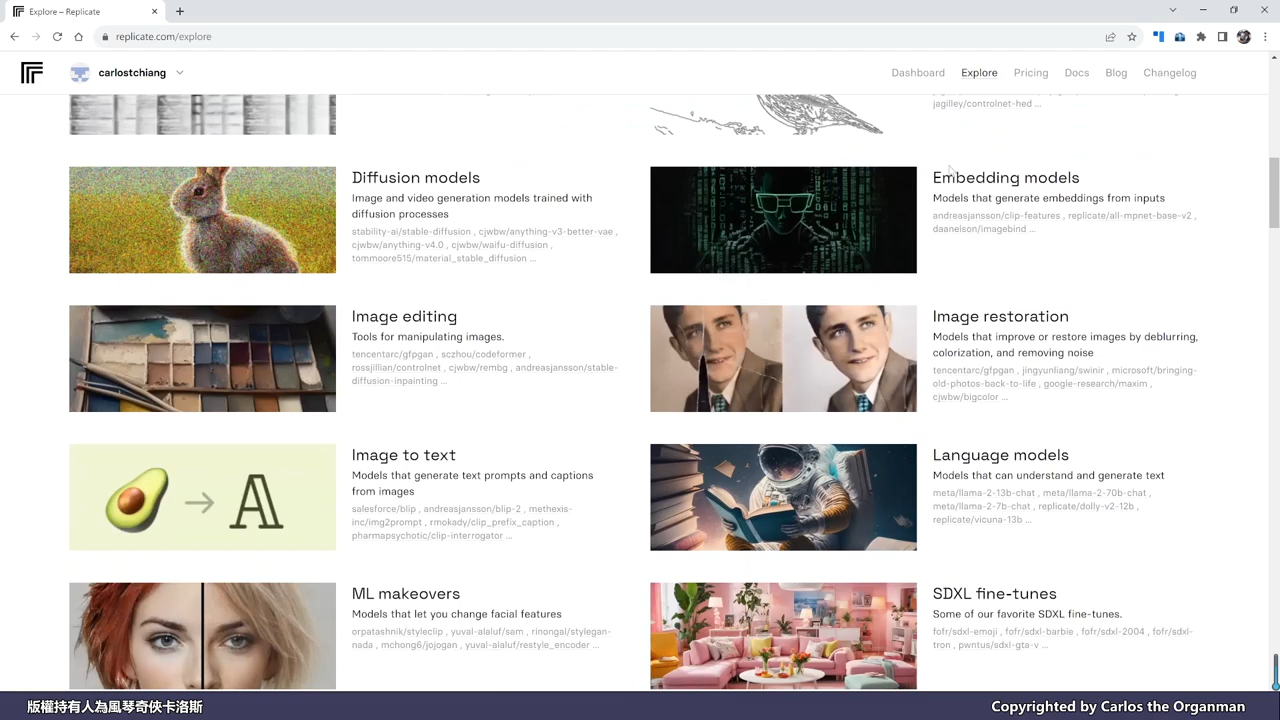 Explore – Replicate
replicate.com/explore
carlostchiang
Dashboard
Explore
Pricing
Docs
Blog
Changelog
jagilley/controlnet-hed ...
Diffusion models
Image and video generation models trained with
diffusion processes
stability-ai/stable-diffusion , cjwbw/anything-v3-better-vae ,
cjwbw/anything-v4.0 , cjwbw/waifu-diffusion ,
tommoore515/material_stable_diffusion ...
Embedding models
Models that generate embeddings from inputs
andreasjansson/clip-features , replicate/all-mpnet-base-v2 ,
daanelson/imagebind ...
Image editing
Tools for manipulating images.
tencentarc/gfpgan , sczhou/codeformer ,
rossjillian/controlnet , cjwbw/rembg , andreasjansson/stable-
diffusion-inpainting ...
Image restoration
Models that improve or restore images by deblurring,
colorization, and removing noise
tencentarc/gfpgan , jingyunliang/swinir , microsoft/bringing-
old-photos-back-to-life , google-research/maxim ,
cjwbw/bigcolor ...
Image to text
Models that generate text prompts and captions
from images
salesforce/blip , andreasjansson/blip-2 , methexis-
inc/img2prompt , rmokady/clip_prefix_caption ,
pharmapsychotic/clip-interrogator ...
Language models
Models that can understand and generate text
meta/llama-2-13b-chat , meta/llama-2-70b-chat ,
meta/llama-2-7b-chat , replicate/dolly-v2-12b ,
replicate/vicuna-13b ...
ML makeovers
Models that let you change facial features
orpatashnik/styleclip , yuval-alaluf/sam , rinongal/stylegan-
nada , mchong6/jojogan , yuval-alaluf/restyle_encoder ...
SDXL fine-tunes
Some of our favorite SDXL fine-tunes.
fofr/sdxl-emoji , fofr/sdxl-barbie , fofr/sdxl-2004 , fofr/sdxl-
tron , pwntus/sdxl-gta-v ...
版權持有人為風琴奇俠卡洛斯
Copyrighted by Carlos the Organman